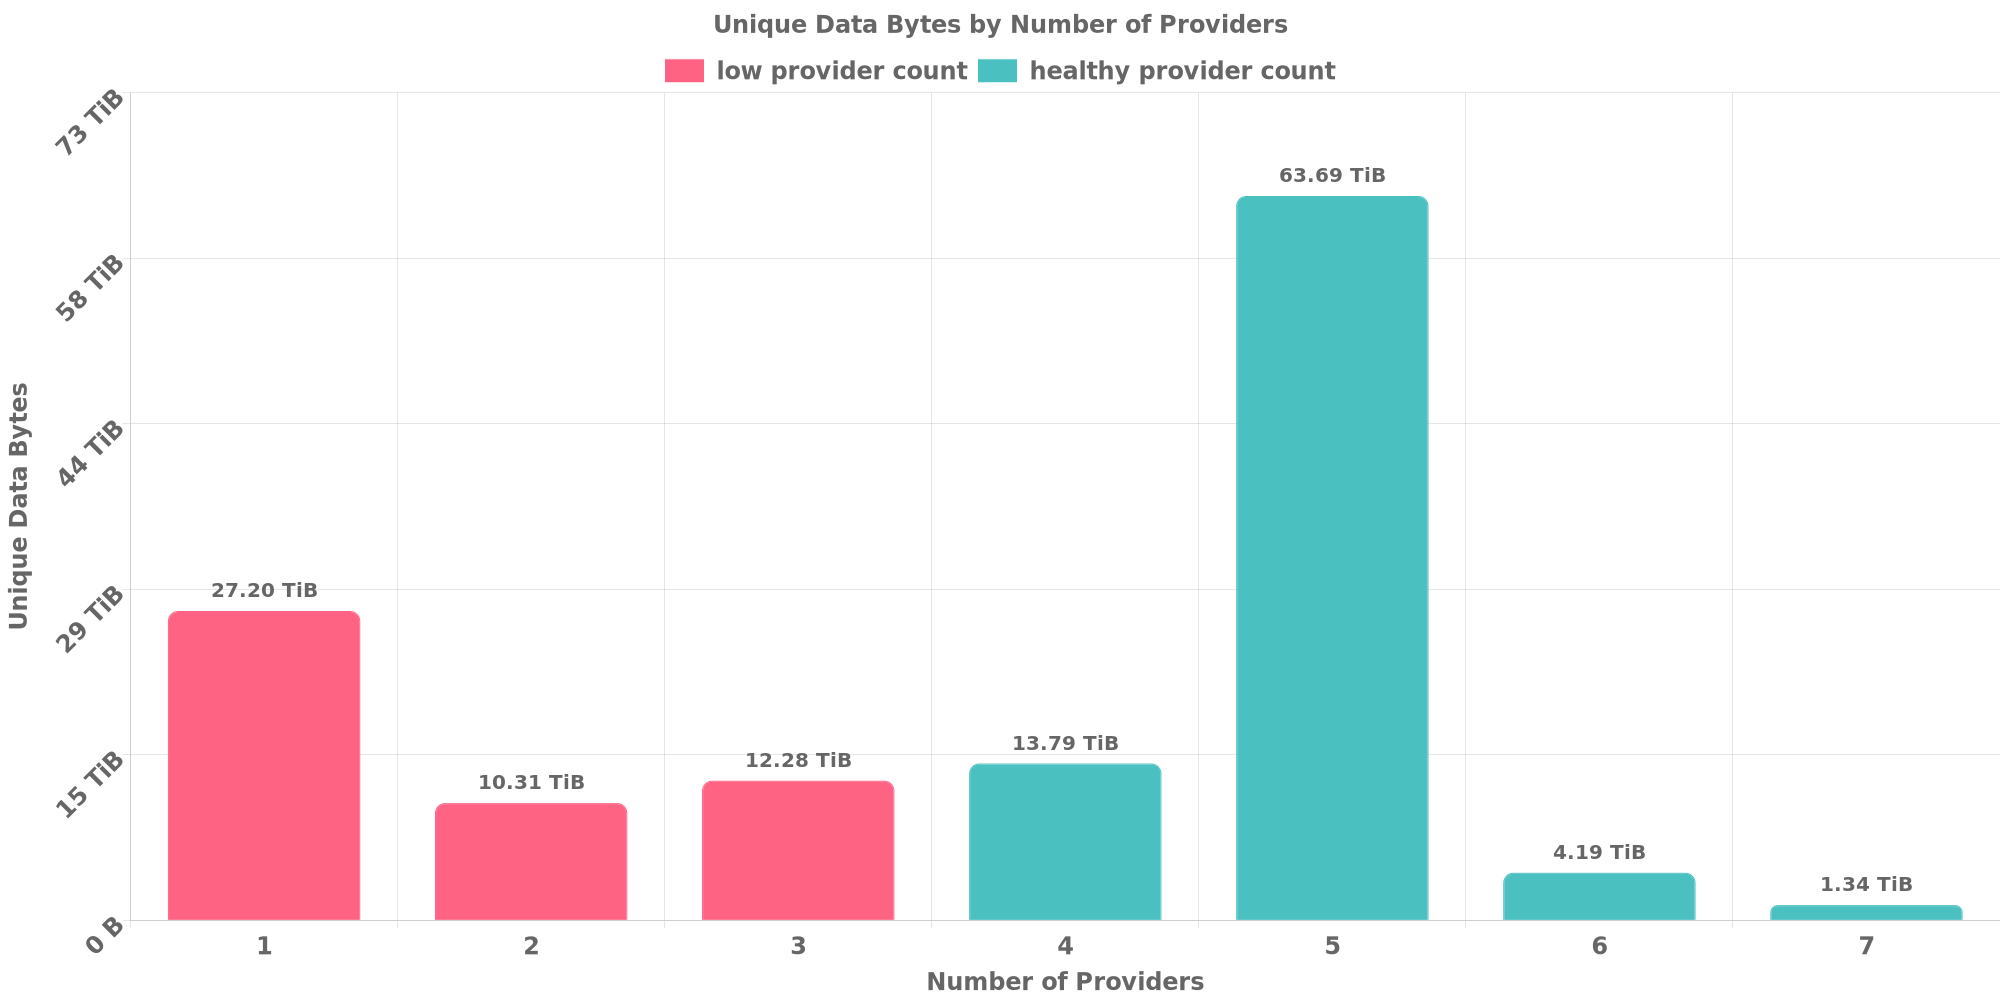 Unique Data Bytes by Number of Providers
low provider count healthy provider count
73 TiB
58 TiB
44 TiB
29 TiB
15 TiB
0 B
Unique Data Bytes
27.20 TiB
10.31 TiB
12.28 TiB
13.79 TiB
63.69 TiB
4.19 TiB
1.34 TiB
1 2 3 4 5 6 7
Number of Providers